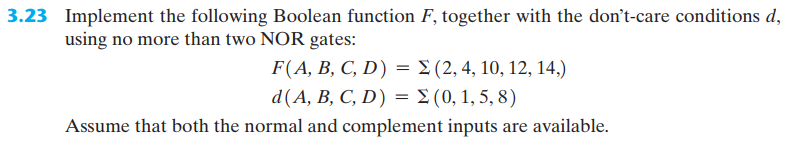 3.23 Implement the following Boolean function F, together with the don't-care conditions d,
using no more than two NOR gates:
F(A, B, C, D) = Σ(2, 4, 10, 12, 14,)
d(A, B, C, D) = Σ(0, 1, 5, 8)
Assume that both the normal and complement inputs are available.